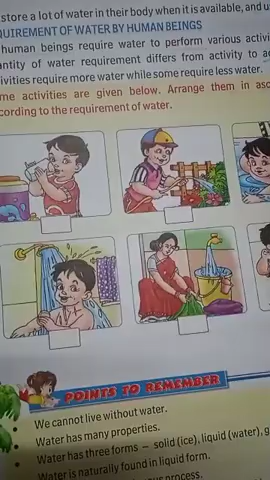 store a lot of water in their body when it is available, and u
QUIREMENT OF WATER BY HUMAN BEINGS
human beings require water to perform various activi
antity of water requirement differs from activity to a
ivities require more water while some require less water.
me activities are given below. Arrange them in asc
ccording to the requirement of water.
POINTS TO REMEMBER
We cannot live without water.
Water has many properties.
Water has three forms – solid (ice), liquid (water), g
Water is naturally found in liquid form.
process.